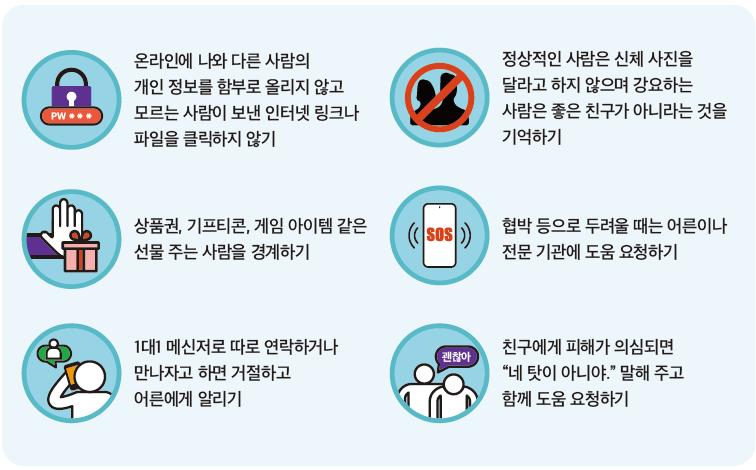 온라인에 나와 다른 사람의
개인 정보를 함부로 올리지 않고
모르는 사람이 보낸 인터넷 링크나
파일을 클릭하지 않기
PW ***
정상적인 사람은 신체 사진을
달라고 하지 않으며 강요하는
사람은 좋은 친구가 아니라는 것을
기억하기
상품권, 기프티콘, 게임 아이템 같은
선물 주는 사람을 경계하기
SOS
협박 등으로 두려울 때는 어른이나
전문 기관에 도움 요청하기
1대1 메신저로 따로 연락하거나
만나자고 하면 거절하고
어른에게 알리기
괜찮아
친구에게 피해가 의심되면
“네 탓이 아니야.” 말해 주고
함께 도움 요청하기